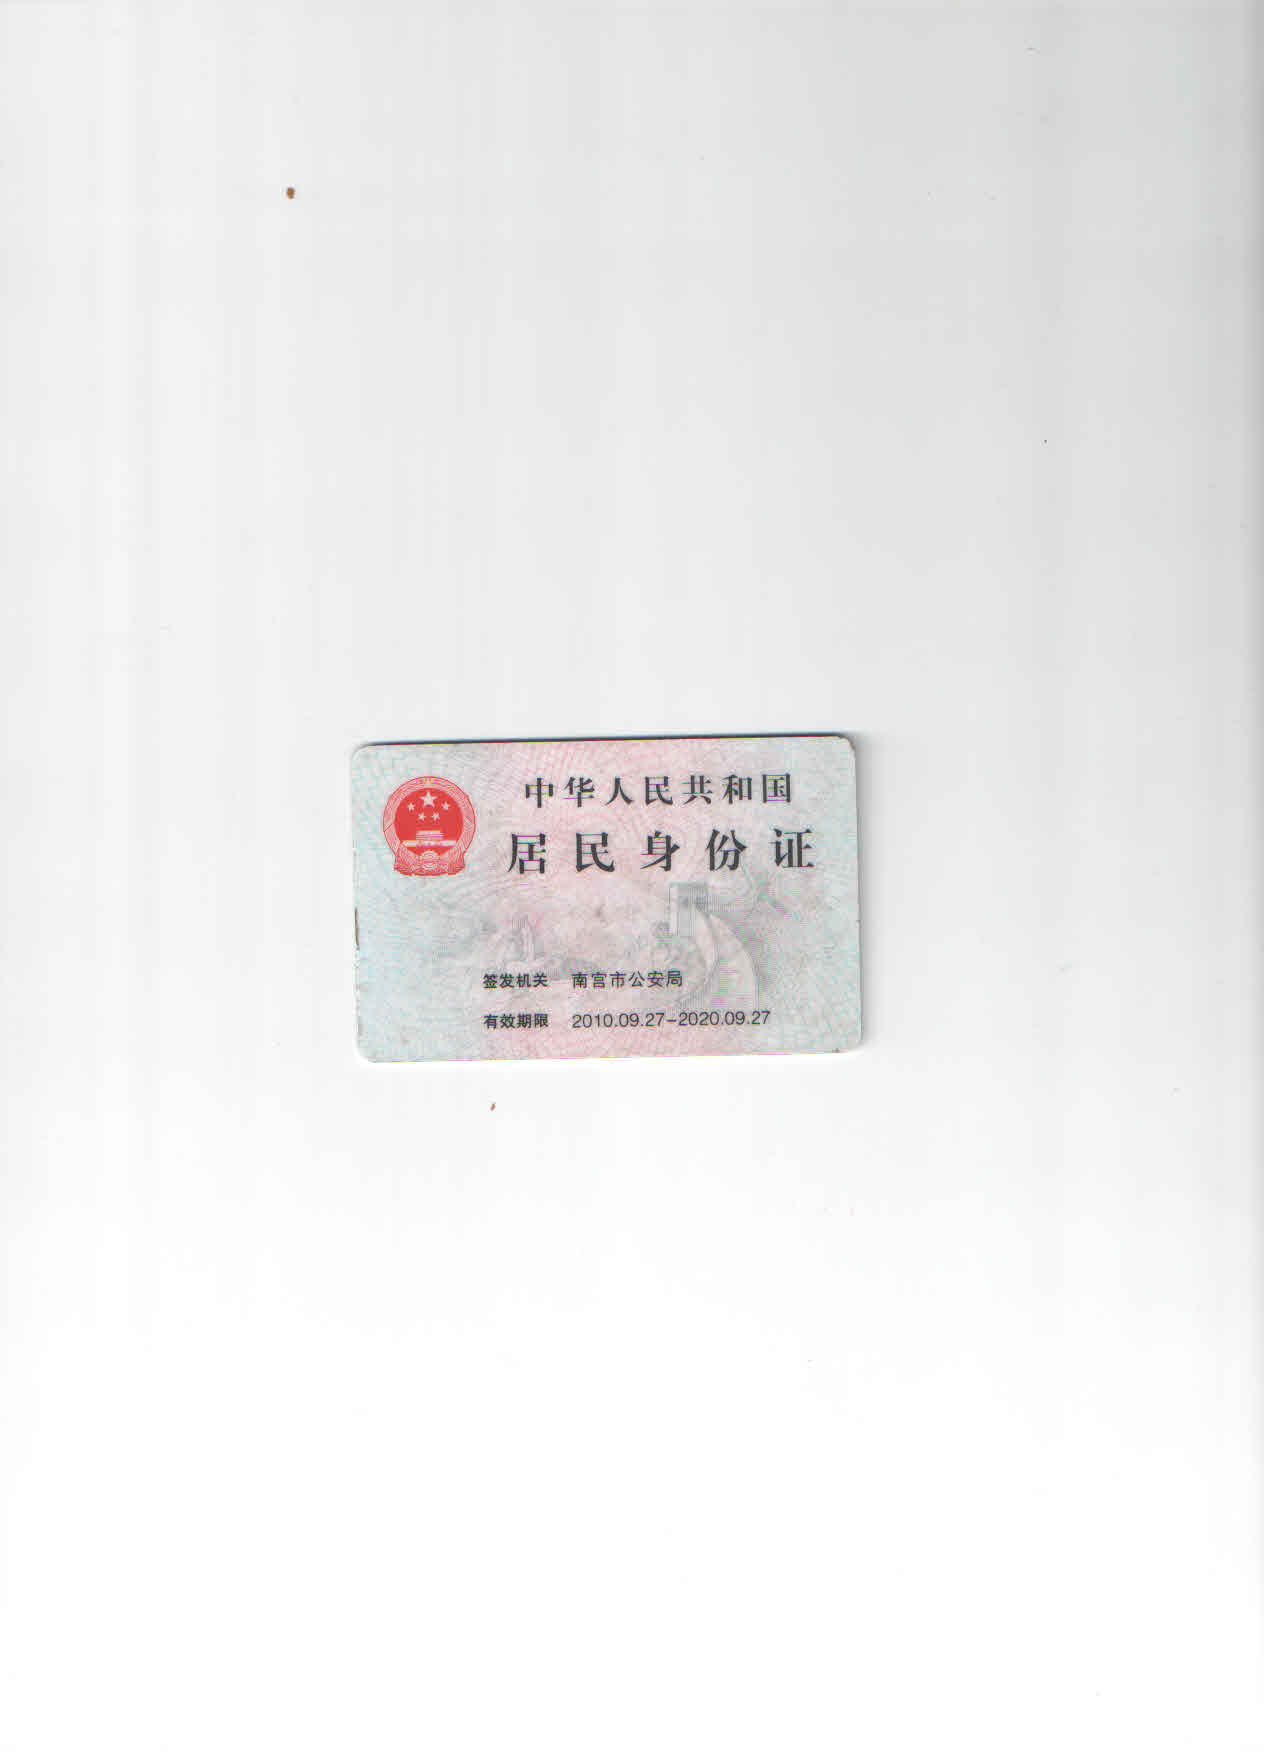 中华人民共和国
居民身份证
签发机关 南宫市公安局
有效期限 2010.09.27-2020.09.27